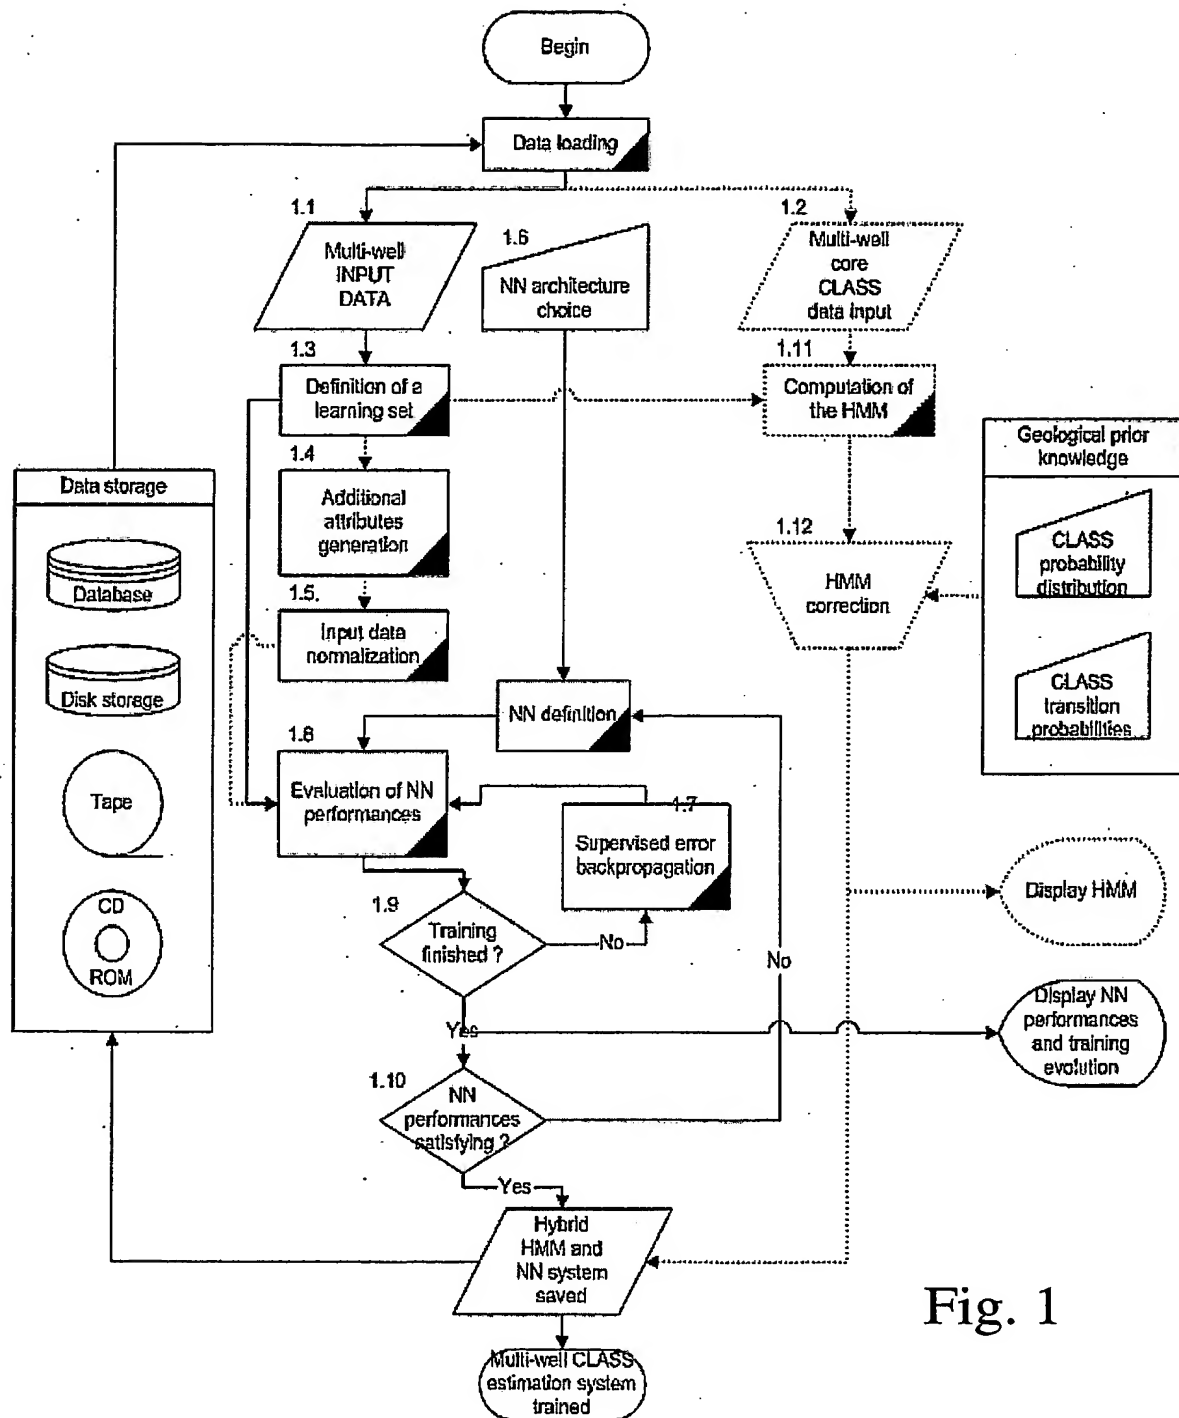 Begin
Data loading
1.1
Multi-well
INPUT
DATA
1.6
NN architecture
choice
1.2
Multi-well
core
CLASS
data input
1.3
Definition of a
learning set
1.11
Computation of
the HMM
1.4
Additional
attributes
generation
1.5.
Input data
normalization
1.12
HMM
correction
Geological prior
knowledge
CLASS
probability
distribution
CLASS
transition
probabilities
Data storage
Database
Disk storage
Tape
CD
ROM
NN definition
1.8
Evaluation of NN
performances
1.7
Supervised error
backpropagation
1.9
Training
finished ?
No
No
Yes
Display HMM
Display NN
performances
and training
evolution
1.10
NN
performances
satisfying ?
Yes
Hybrid
HMM and
NN system
saved
Multi-well CLASS
estimation system
trained
Fig. 1